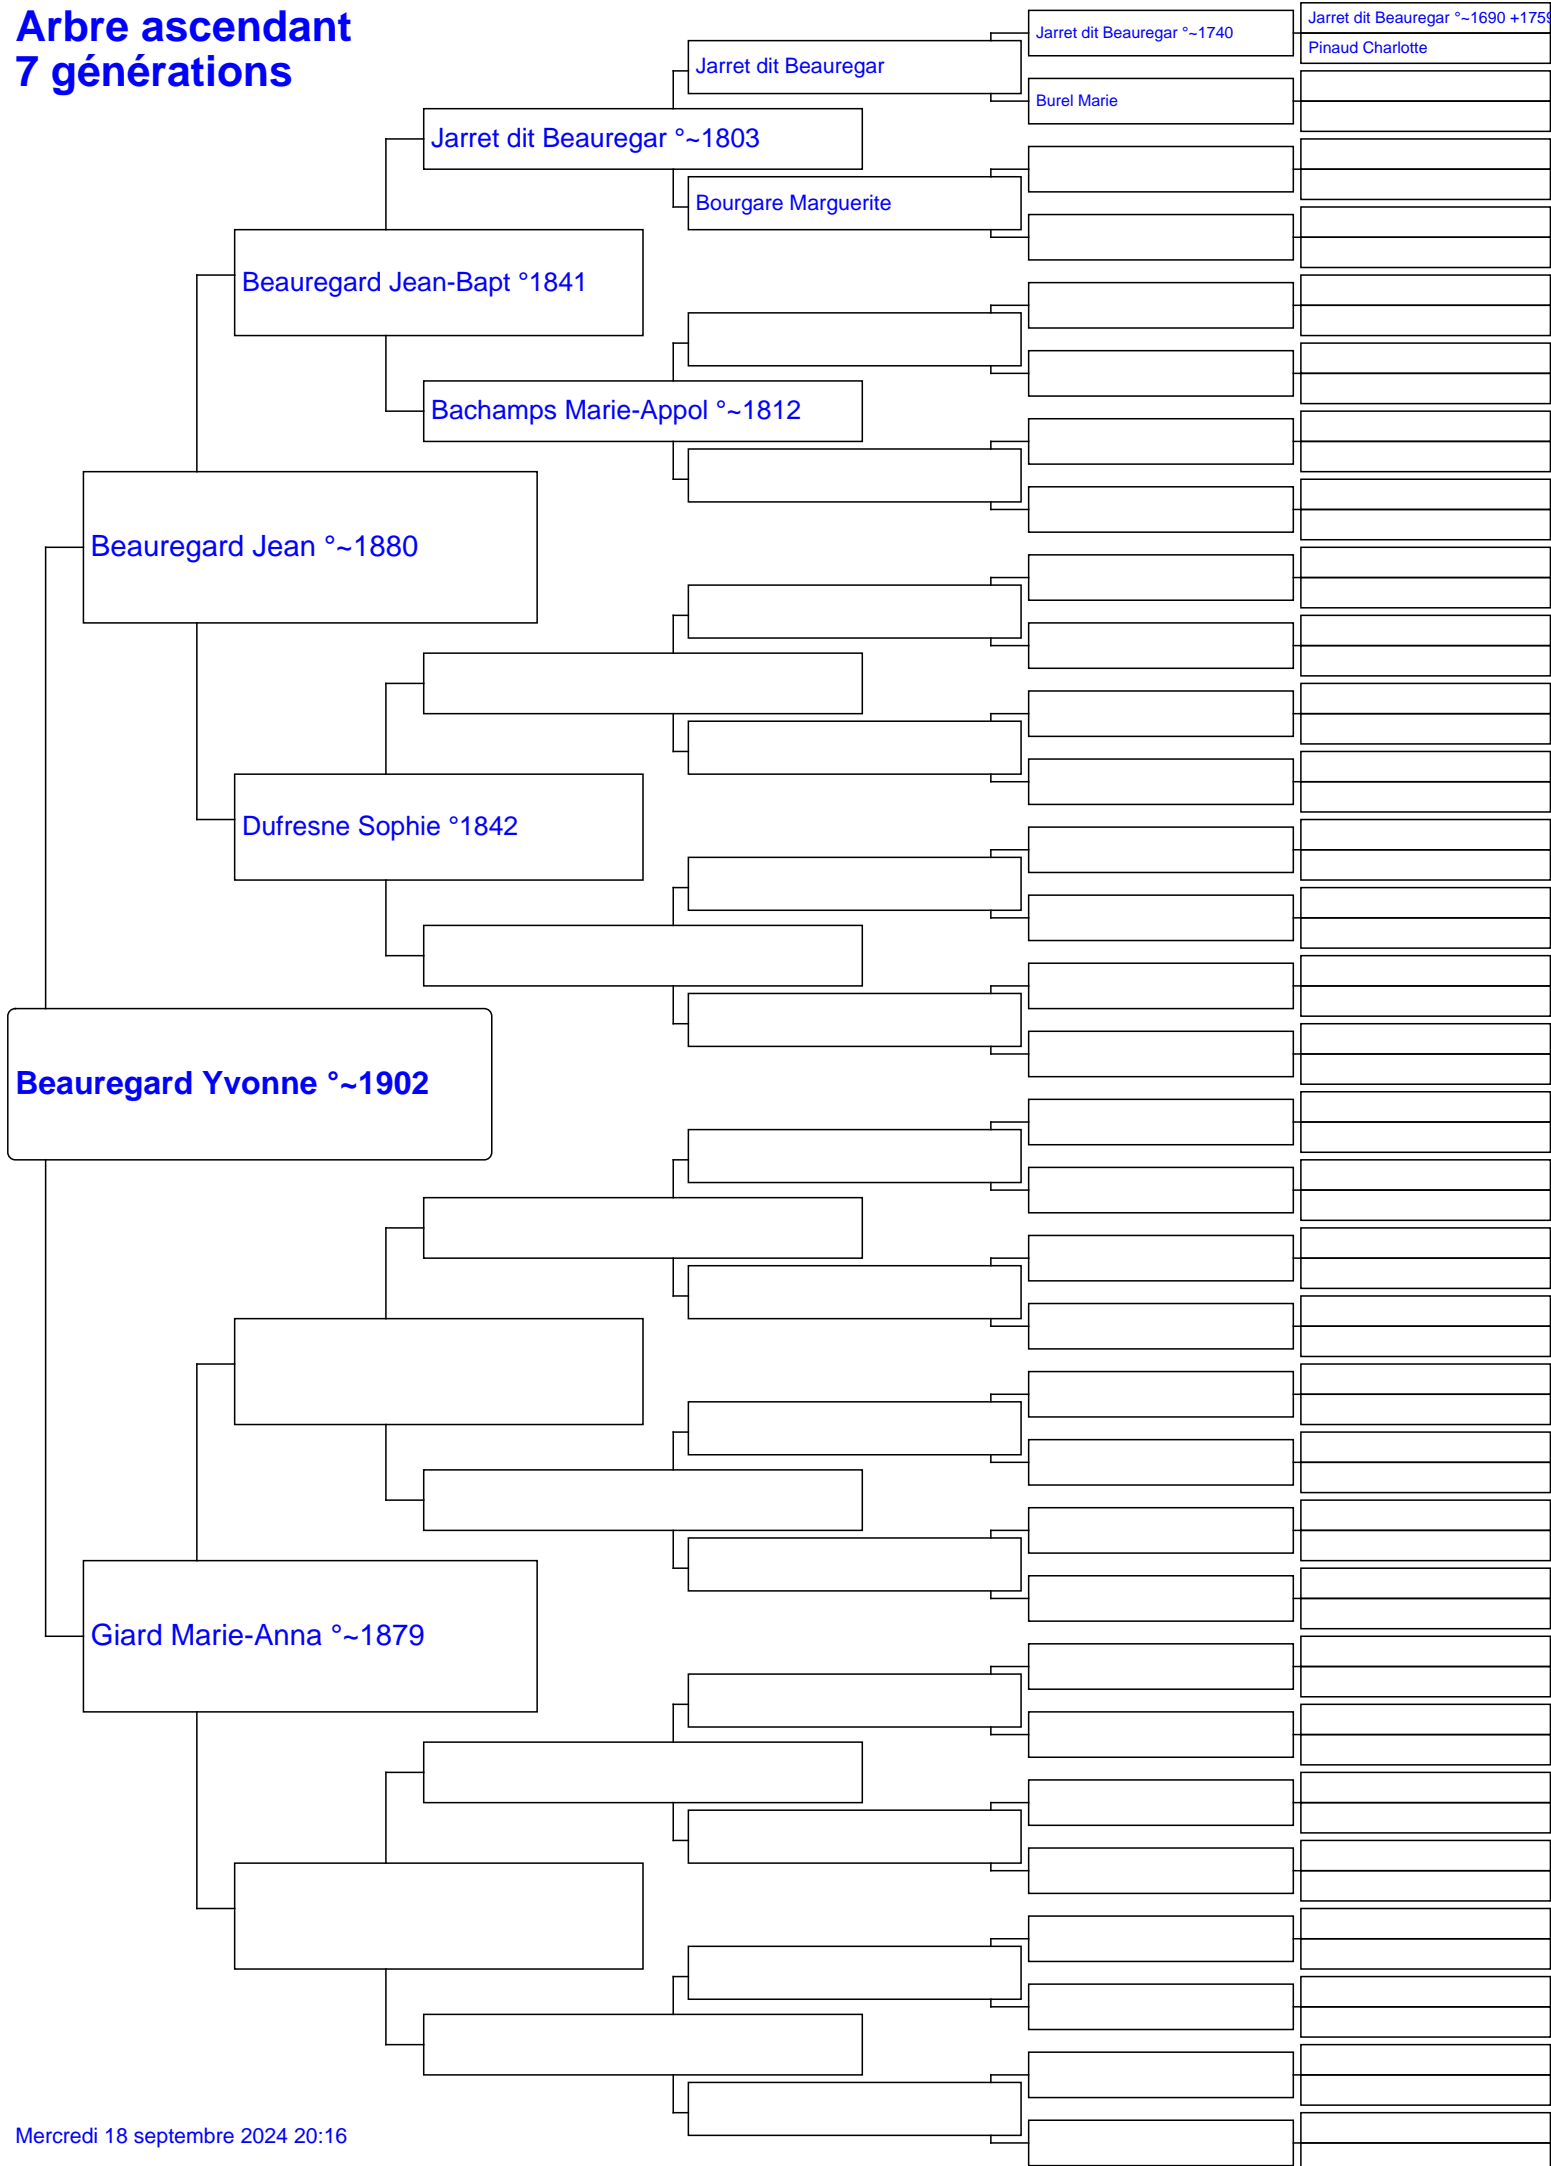 Arbre ascendant
7 générations
Jarret dit Beauregar °~1690 +1759
Jarret dit Beauregar °~1740
Pinaud Charlotte
Jarret dit Beauregar
Burel Marie
Jarret dit Beauregar °~1803
Bourgare Marguerite
Beauregard Jean-Bapt °1841
Bachamps Marie-Appol °~1812
Beauregard Jean °~1880
Dufresne Sophie °1842
Beauregard Yvonne °~1902
Giard Marie-Anna °~1879
Mercredi 18 septembre 2024 20:16